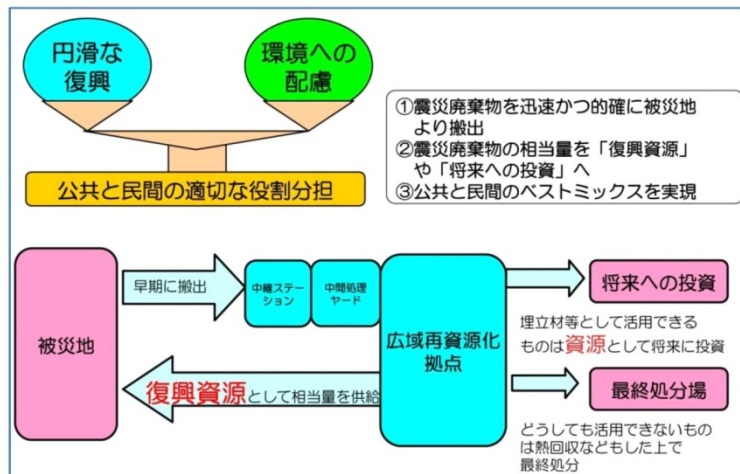 円滑な
復興
環境への
配慮
公共と民間の適切な役割分担
①震災廃棄物を迅速かつ的確に被災地
より搬出
②震災廃棄物の相当量を「復興資源」
や「将来への投資」へ
③公共と民間のベストミックスを実現
被災地
早期に搬出
中継ステー
ション
中間処理
ヤード
広域再資源化
拠点
復興資源として相当量を供給
将来への投資
埋立材等として活用できる
ものは資源として将来に投資
最終処分場
どうしても活用できないもの
は熱回収などもした上で
最終処分